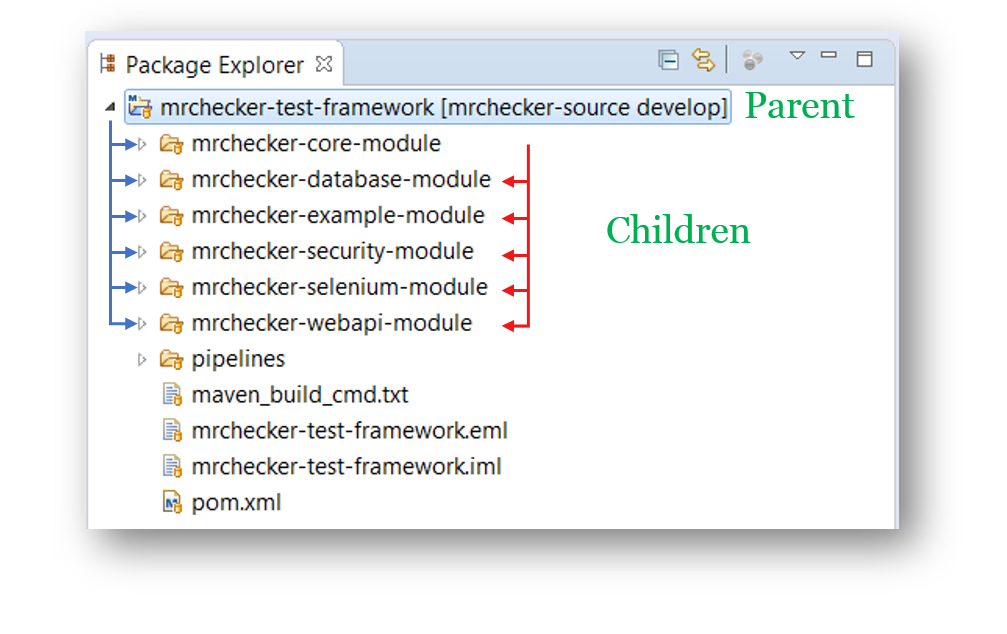 Package Explorer
mrchecker-test-framework [mrchecker-source develop] Parent
mrchecker-core-module
mrchecker-database-module
mrchecker-example-module
Children
mrchecker-security-module
mrchecker-selenium-module
mrchecker-webapi-module
pipelines
maven_build_cmd.txt
mrchecker-test-framework.eml
mrchecker-test-framework.iml
pom.xml